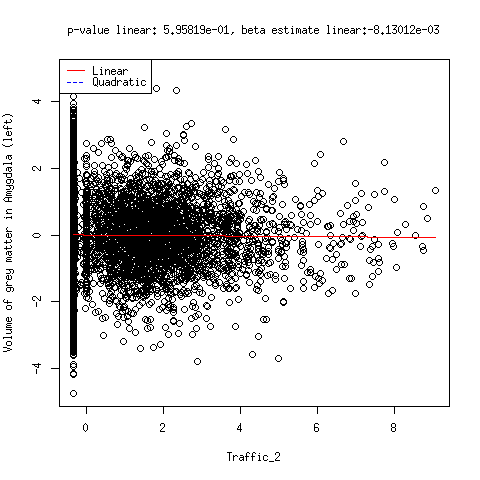 p-value linear: 5.95819e-01, beta estimate linear:-8.13012e-03
Linear
Quadratic
Volume of grey matter in Amygdala (left)
4
2
0
-2
-4
0 2 4 6 8
Traffic_2